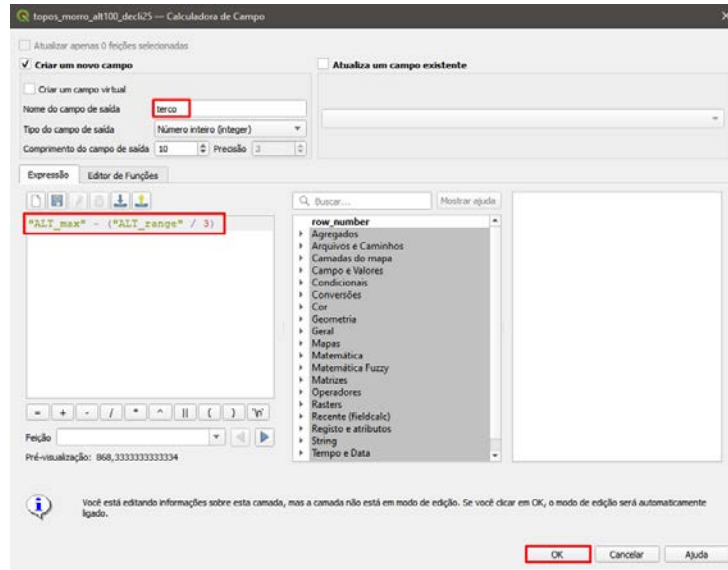 topos_morro_alt100_decli25 — Calculadora de Campo
Atualizar apenas 0 feições selecionadas
Criar um novo campo
Atualiza um campo existente
Criar um campo virtual
Nome do campo de saída terco
Tipo do campo de saída Número inteiro (integer)
Comprimento do campo de saída 10 Precisão 3
Expressão Editor de Funções
Buscar... Mostrar ajuda
"ALT_max" - ("ALT_range" / 3)
row_number
Agregados
Arquivos e Caminhos
Camadas do mapa
Campo e Valores
Condicionais
Conversões
Cor
Geometria
Geral
Mapas
Matemática
Matemática Fuzzy
Matrizes
Operadores
Rasters
Recente (fieldcalc)
Registo e atributos
String
Tempo e Data
= + - / * ^ || ( ) '\n'
Feição
Pré-visualização: 868,3333333333334
Você está editando informações sobre esta camada, mas a camada não está em modo de edição. Se você clicar em OK, o modo de edição será automaticamente
ligado.
OK Cancelar Ajuda